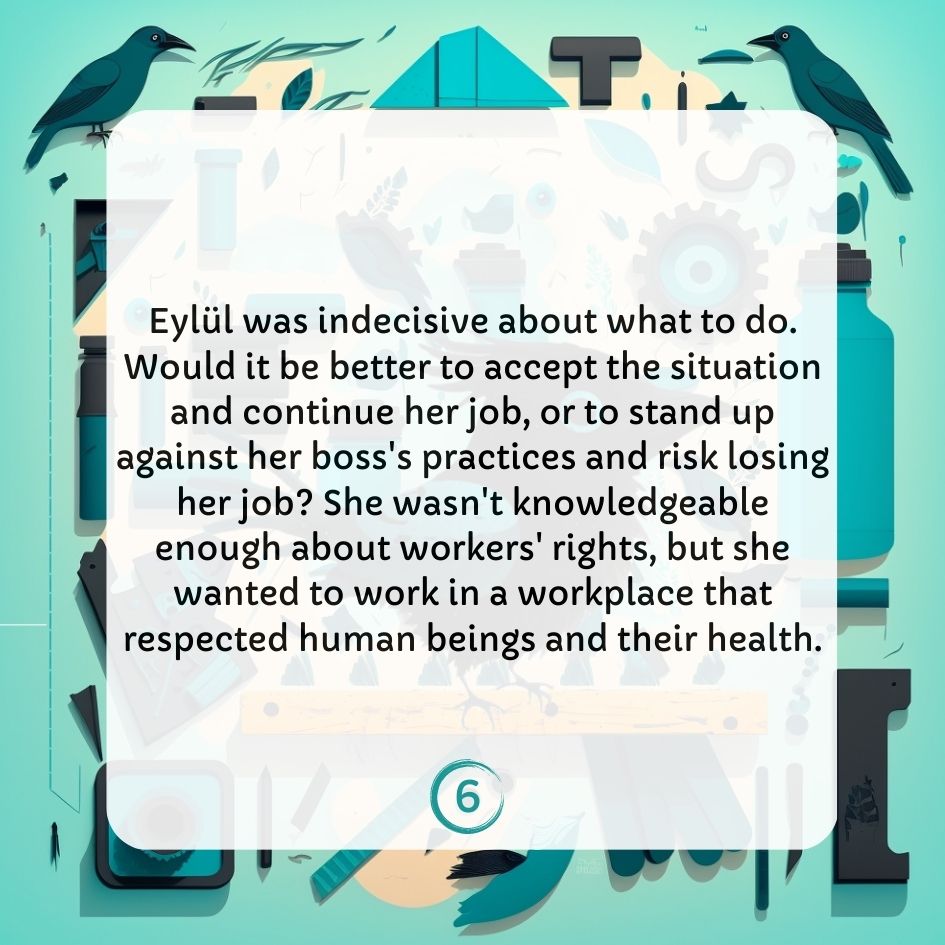 Eylül was indecisive about what to do.
Would it be better to accept the situation
and continue her job, or to stand up
against her boss's practices and risk losing
her job? She wasn't knowledgeable
enough about workers' rights, but she
wanted to work in a workplace that
respected human beings and their health.
6